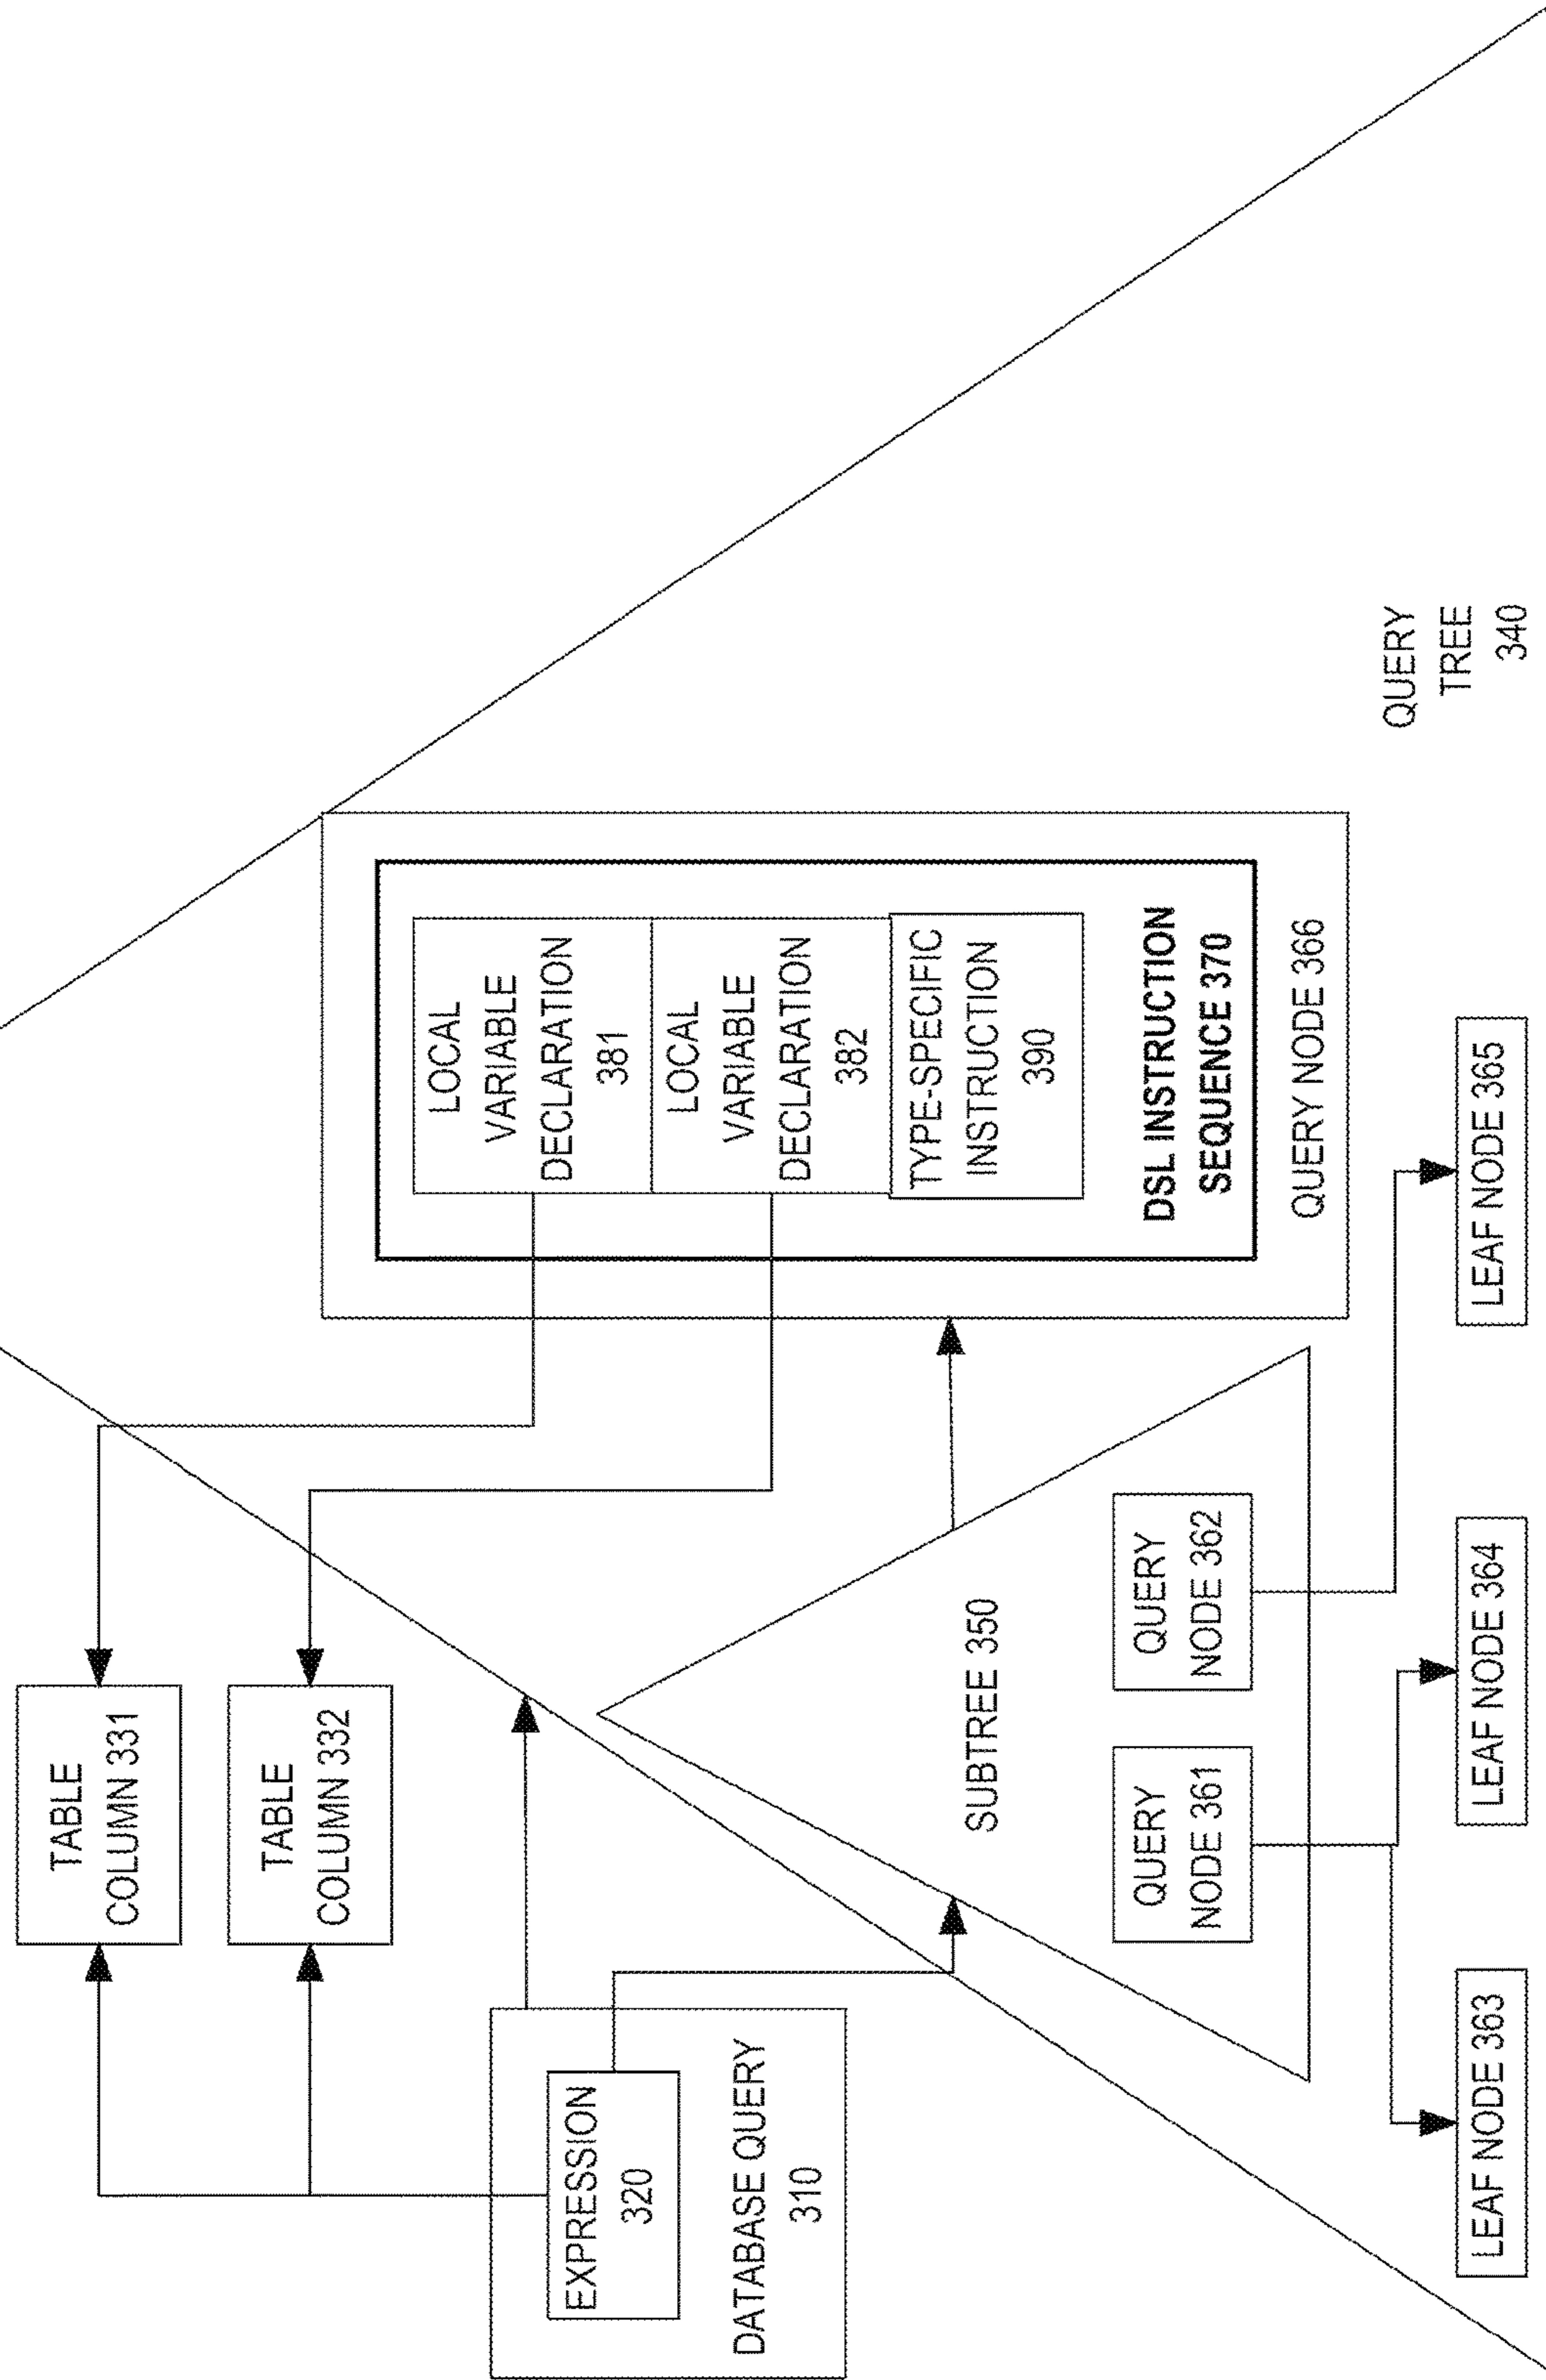 TABLE
COLUMN 331
TABLE
COLUMN 332
EXPRESSION
320
DATABASE QUERY
310
LOCAL
VARIABLE
DECLARATION
381
LOCAL
VARIABLE
DECLARATION
382
TYPE-SPECIFIC
INSTRUCTION
390
DSL INSTRUCTION
SEQUENCE 370
QUERY NODE 366
SUBTREE 350
QUERY
NODE 361
QUERY
NODE 362
LEAF NODE 363
LEAF NODE 364
LEAF NODE 365
QUERY
TREE
340